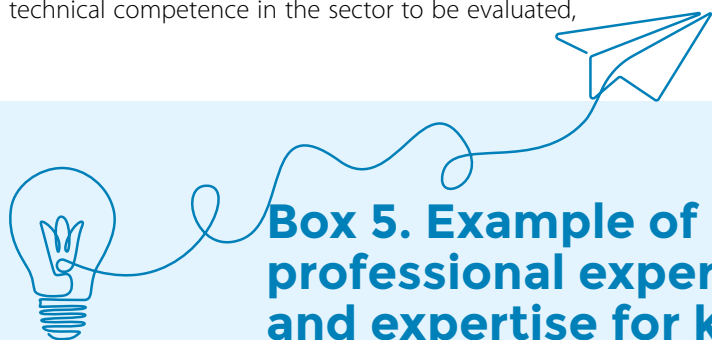 technical competence in the sector to be evaluated,
Box 5. Example of
professional exper
and expertise for k